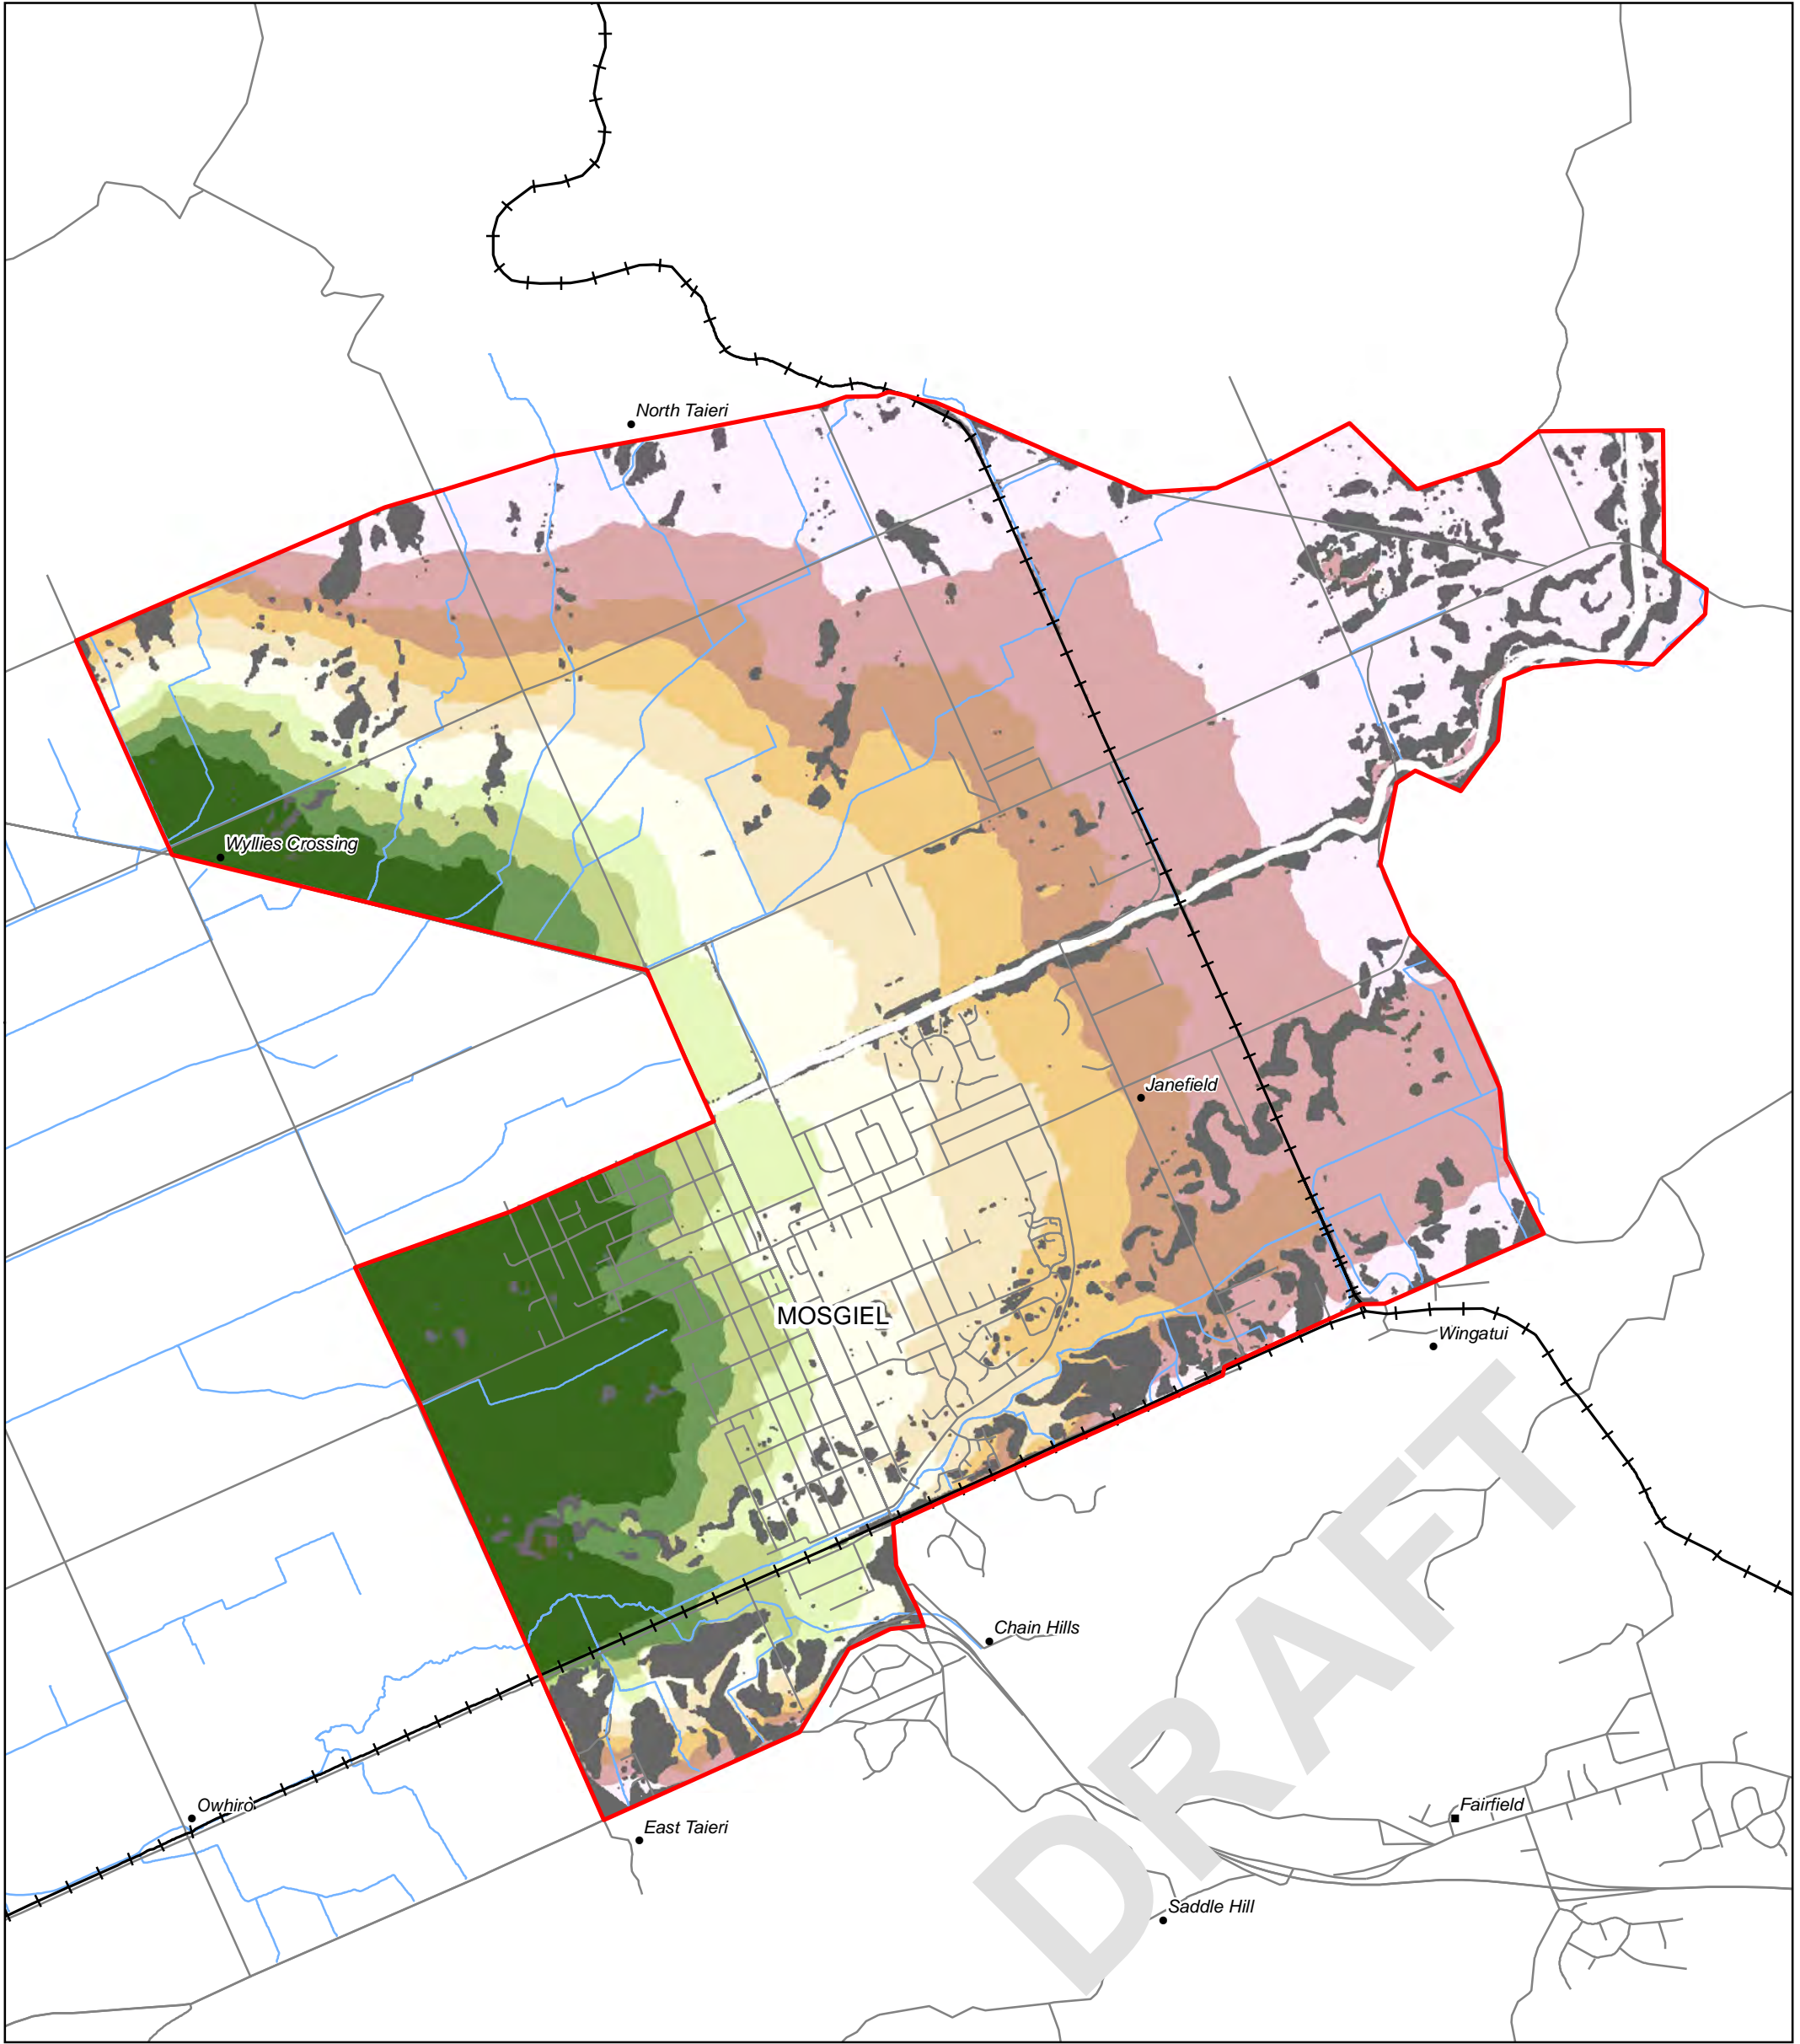 North Taieri
Wyllies Crossing
Janefield
MOSGIEL
Wingatui
Chain Hills
Owhiro
East Taieri
Fairfield
Saddle Hill
DRAFT